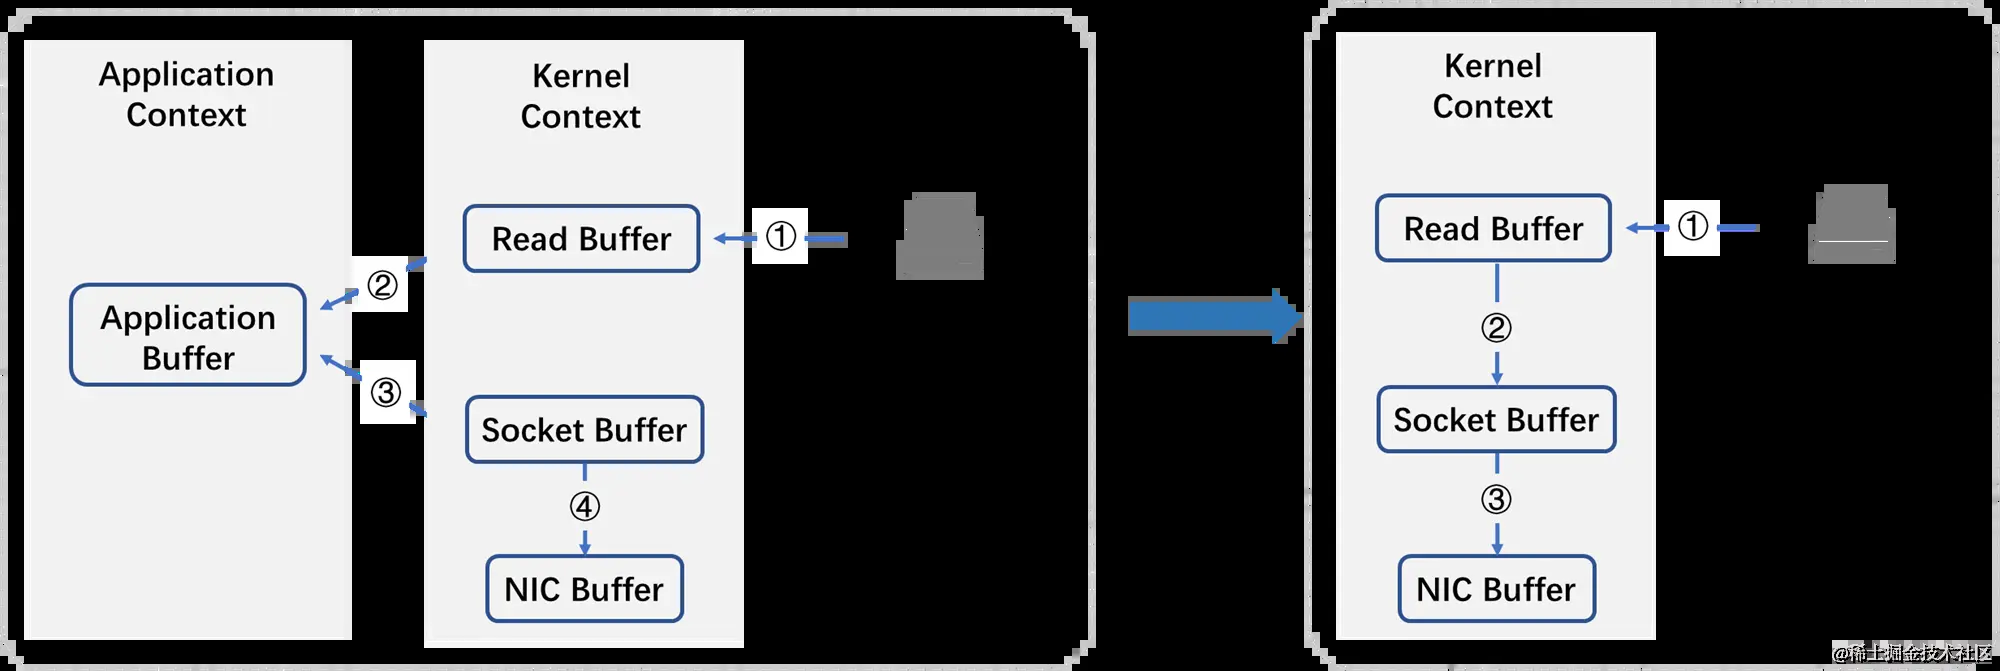 Application
Context
Kernel
Context
Read Buffer
①
②
Application
Buffer
③
Socket Buffer
④
NIC Buffer
Kernel
Context
Read Buffer
①
②
Socket Buffer
③
NIC Buffer
@稀土掘金技术社区